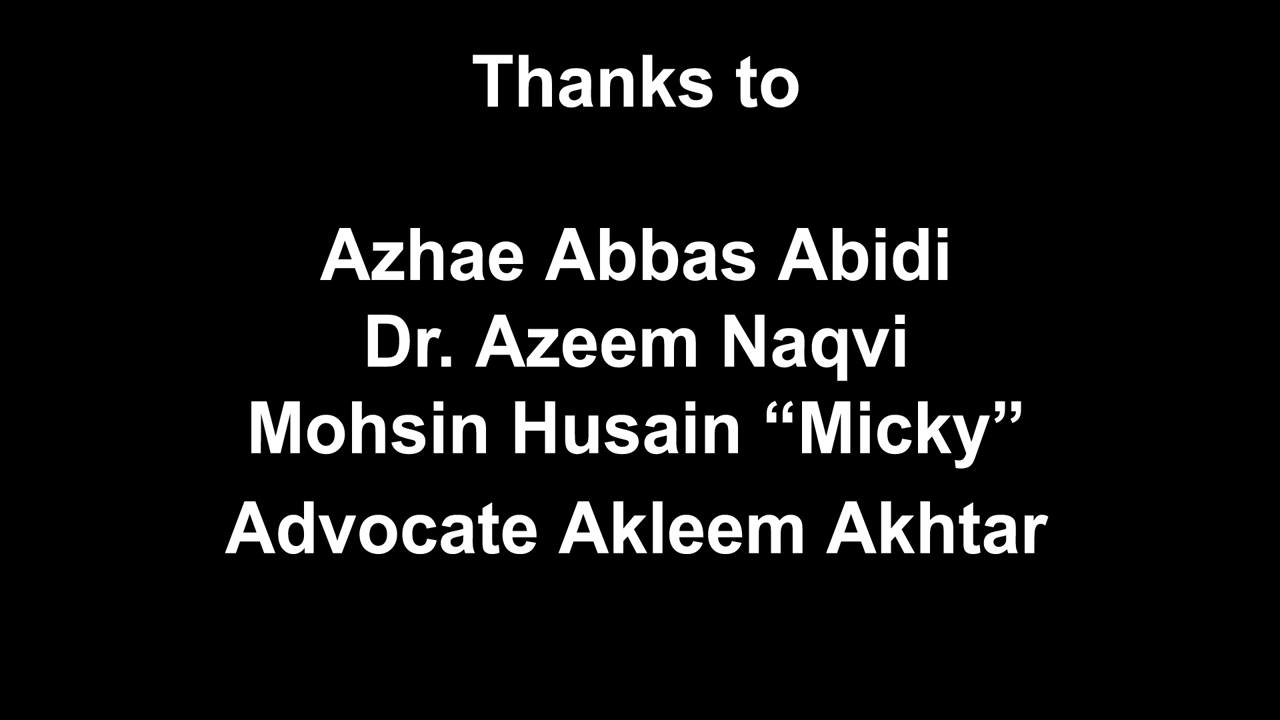 Thanks to
Azhae Abbas Abidi
Dr. Azeem Naqvi
Mohsin Husain “Micky”
Advocate Akleem Akhtar